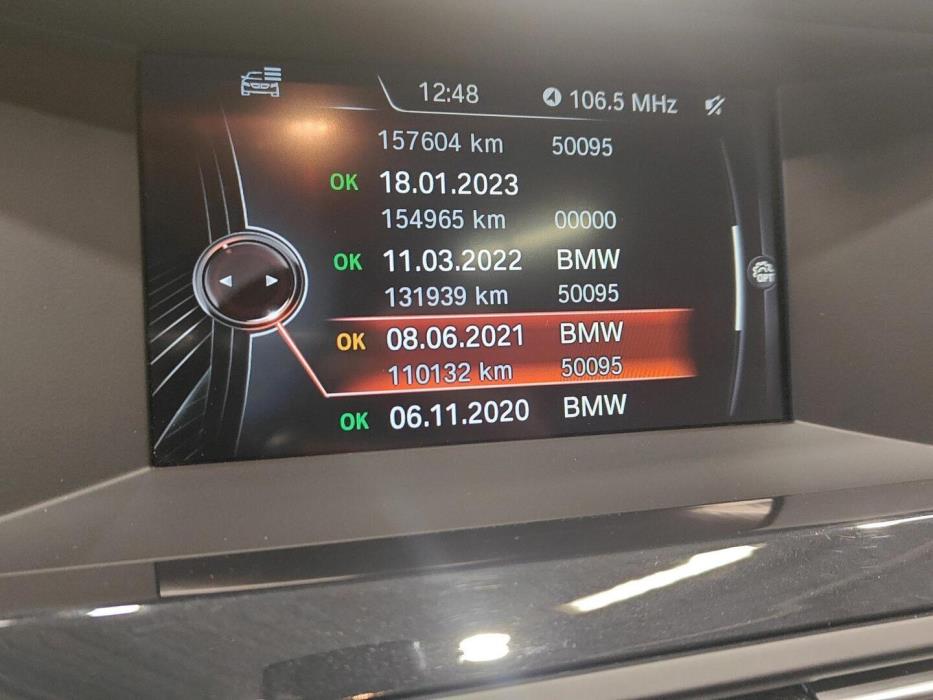 12:48 106.5 MHz
157604 km 50095
OK 18.01.2023
154965 km 00000
OK 11.03.2022 BMW
131939 km 50095
OK 08.06.2021 BMW
110132 km 50095
OK 06.11.2020 BMW
OFF